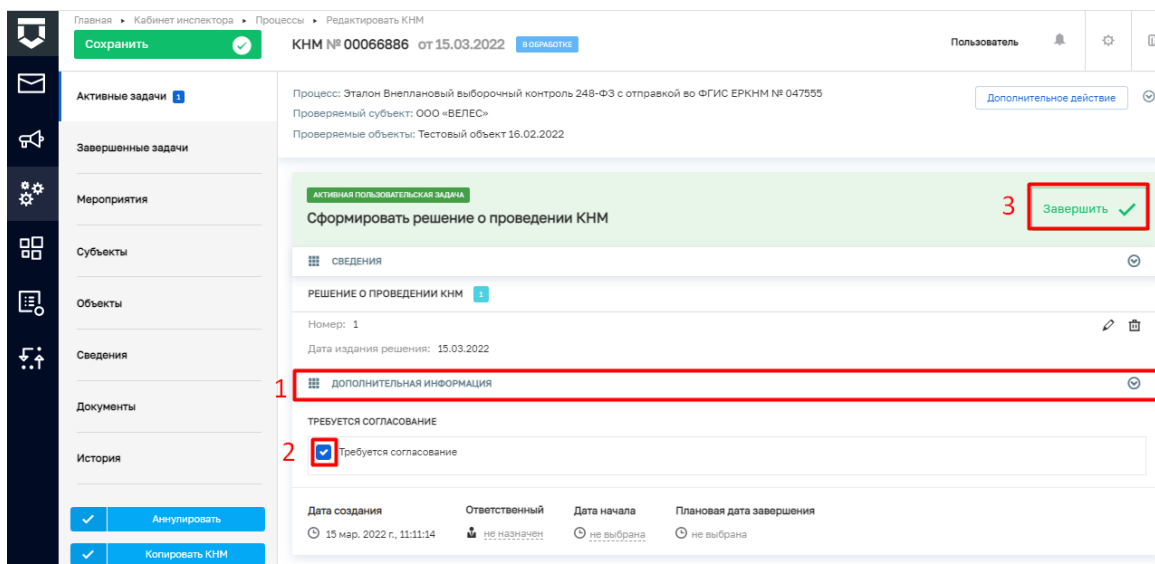 Главная ▸ Кабинет инспектора ▸ Процессы ▸ Редактировать КНМ
Сохранить
КНМ № 00066886 от 15.03.2022 В ОБРАБОТКЕ
Пользователь
Активные задачи 1
Завершенные задачи
Мероприятия
Субъекты
Объекты
Сведения
Документы
История
Аннулировать
Копировать КНМ
Процесс: Эталон Внеплановый выборочный контроль 248-ФЗ с отправкой во ФГИС ЕРКНМ № 047555
Дополнительное действие
Проверяемый субъект: ООО «ВЕЛЕС»
Проверяемые объекты: Тестовый объект 16.02.2022
АКТИВНАЯ ПОЛЬЗОВАТЕЛЬСКАЯ ЗАДАЧА
Сформировать решение о проведении КНМ
3 Завершить
СВЕДЕНИЯ
РЕШЕНИЕ О ПРОВЕДЕНИИ КНМ 1
Номер: 1
Дата издания решения: 15.03.2022
1 ДОПОЛНИТЕЛЬНАЯ ИНФОРМАЦИЯ
ТРЕБУЕТСЯ СОГЛАСОВАНИЕ
2 Требуется согласование
Дата создания Ответственный Дата начала Плановая дата завершения
15 мар. 2022 г., 11:11:14 не назначен не выбрана не выбрана